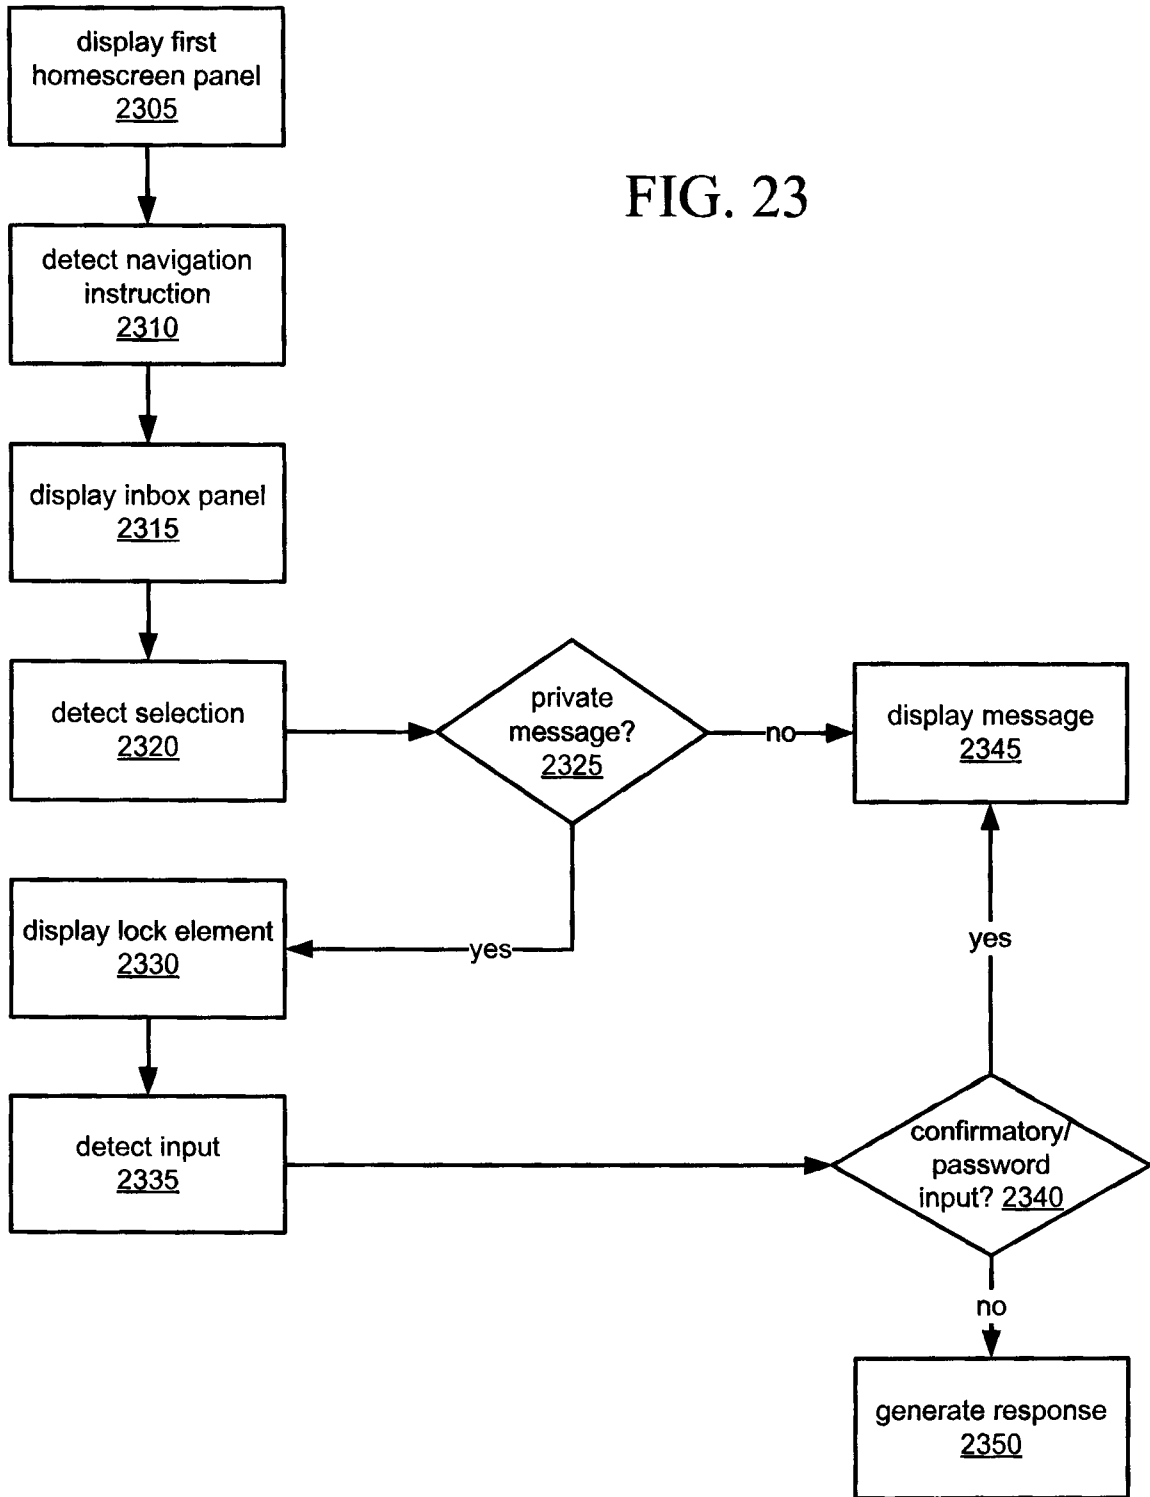 display first
homescreen panel
2305
FIG. 23
detect navigation
instruction
2310
display inbox panel
2315
detect selection
2320
private
message?
2325
no
display message
2345
display lock element
2330
yes
yes
detect input
2335
confirmatory/
password
input? 2340
no
generate response
2350